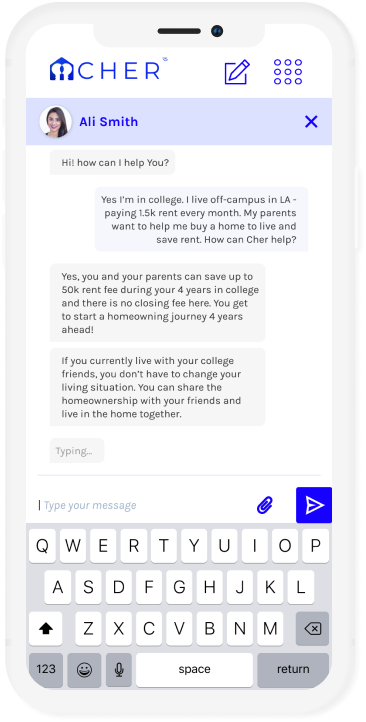 CHER
Ali Smith
Hi! how can I help You?
Yes I'm in college. I live off-campus in LA -
paying 1.5k rent every month. My parents
want to help me buy a home to live and
save rent. How can Cher help?
Yes, you and your parents can save up to
50k rent fee during your 4 years in college
and there is no closing fee here. You get
to start a homeowning journey 4 years
ahead!
If you currently live with your college
friends, you don't have to change your
living situation. You can share the
homeownership with your friends and
live in the home together.
Typing...
Type your message
Q W E R T Y U I O P
A S D F G H J K L
Z X C V B N M
123 space return